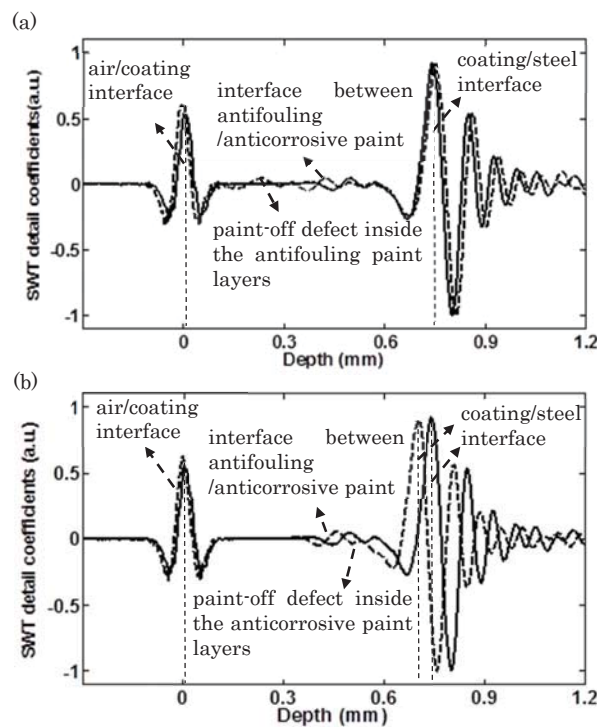 (a)
SWT detail coefficients(a.u.)
1
0.5
0
-0.5
-1
air/coating
interface
interface between
antifouling
/anticorrosive paint
coating/steel
interface
paint-off defect inside
the antifouling paint
layers
0 0.3 0.6 0.9 1.2
Depth (mm)
(b)
SWT detail coefficients (a.u.)
1
0.5
0
-0.5
-1
air/coating
interface
interface between
antifouling
/anticorrosive paint
coating/steel
interface
paint-off defect inside
the anticorrosive paint
layers
0 0.3 0.6 0.9 1.2
Depth (mm)